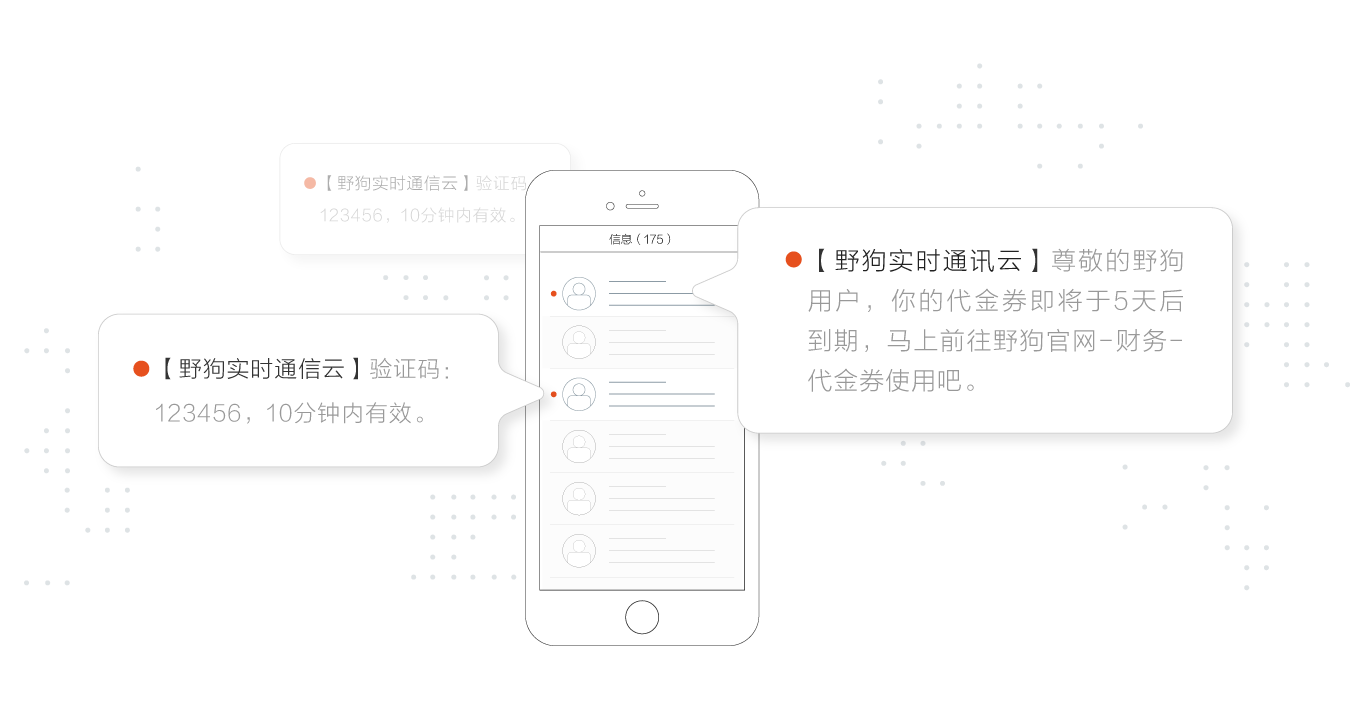 【野狗实时通信云】验证码
123456，10分钟内有效。
信息（175）
【野狗实时通讯云】尊敬的野狗
用户，你的代金券即将于5天后
到期，马上前往野狗官网-财务-
代金券使用吧。
【野狗实时通信云】验证码：
123456，10分钟内有效。